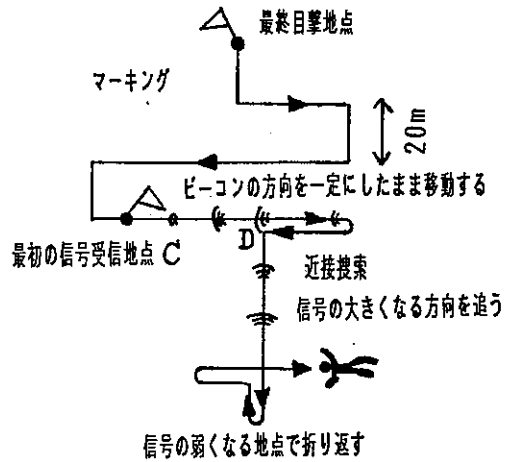 最終目撃地点
マーキング
20m
ビーコンの方向を一定にしたまま移動する
最初の信号受信地点 C
D
近接捜索
信号の大きくなる方向を追う
信号の弱くなる地点で折り返す